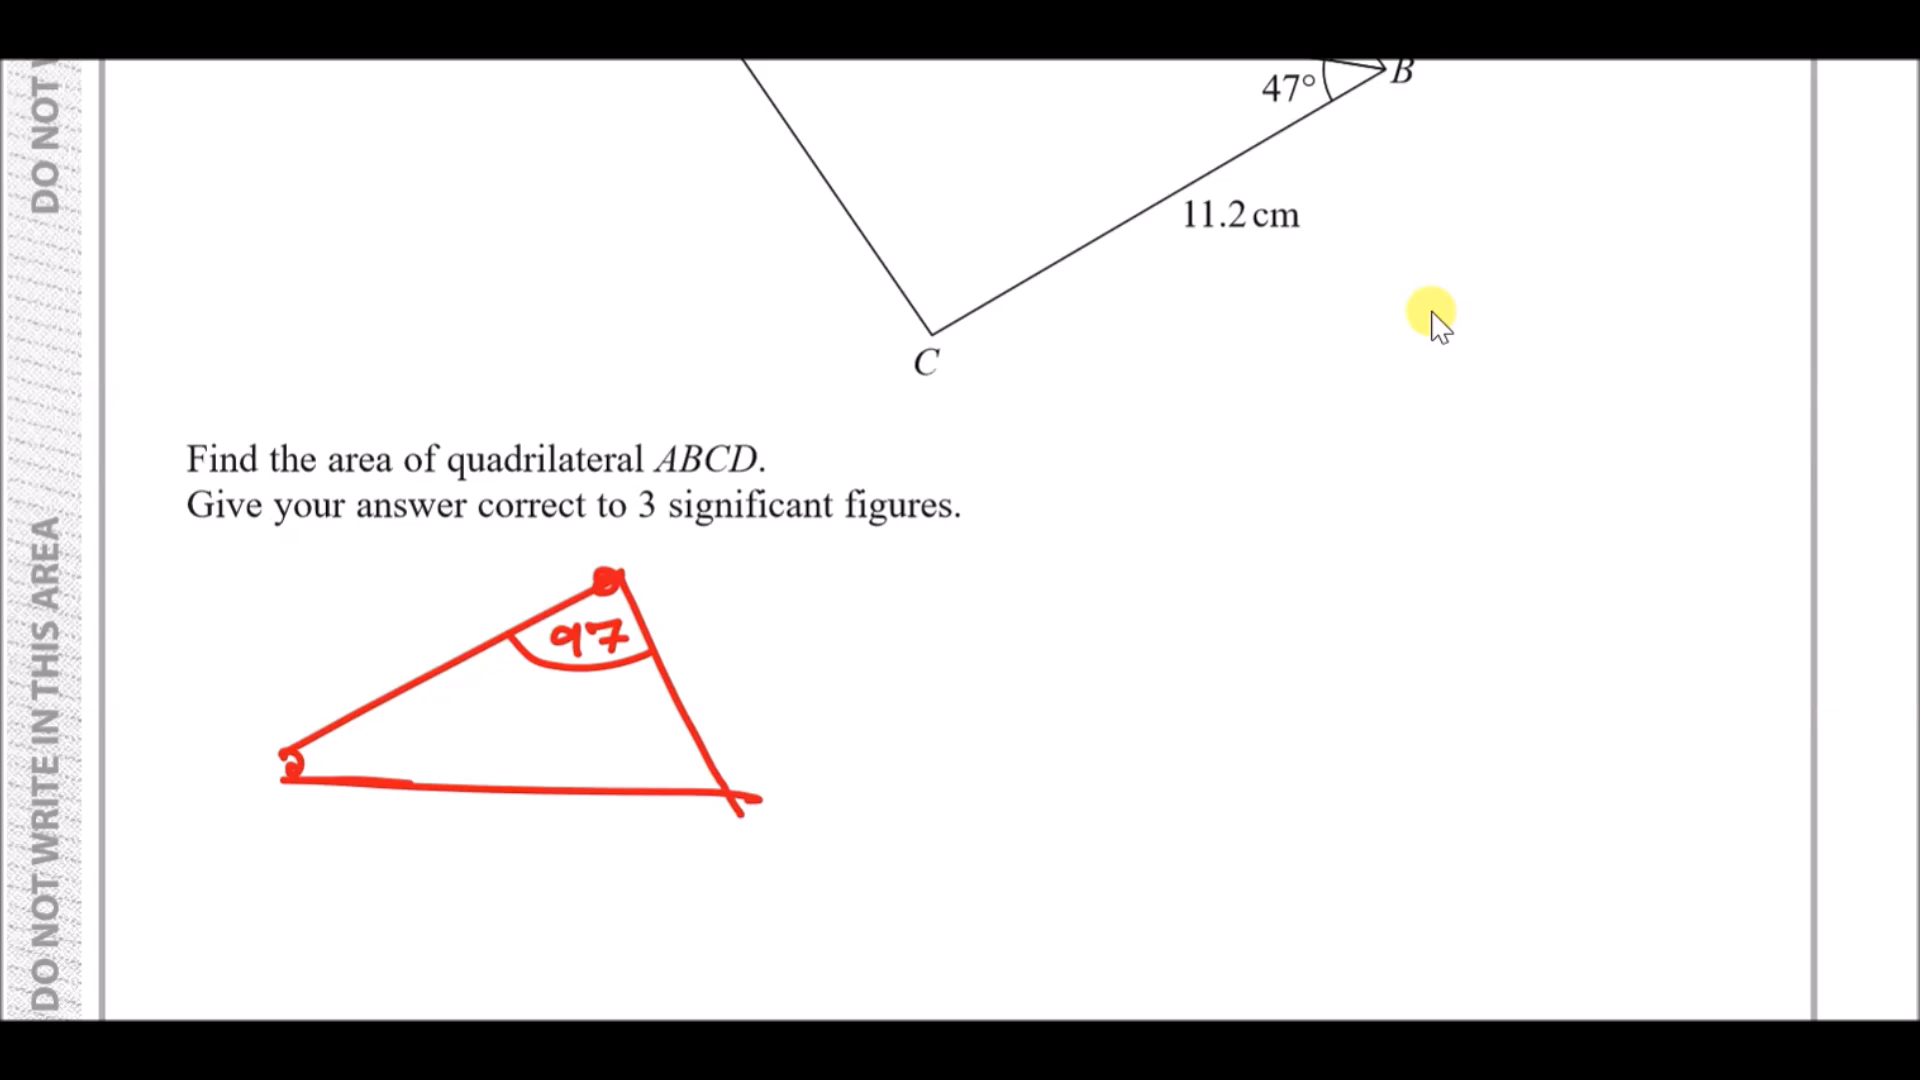 DO NOT
47°
B
11.2 cm
C
Find the area of quadrilateral ABCD.
Give your answer correct to 3 significant figures.
97
DO NOT WRITE IN THIS AREA